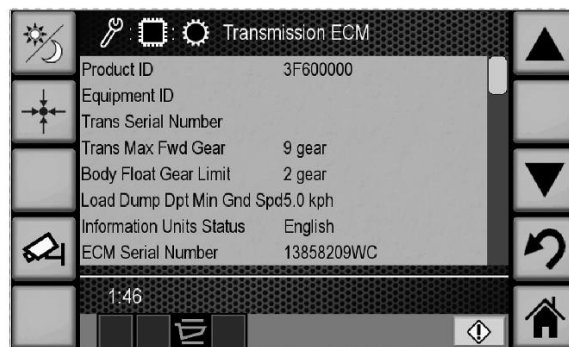 Transmission ECM
Product ID 3F600000
Equipment ID
Trans Serial Number
Trans Max Fwd Gear 9 gear
Body Float Gear Limit 2 gear
Load Dump Dpt Min Gnd Spd5.0 kph
Information Units Status English
ECM Serial Number 13858209WC
1:46